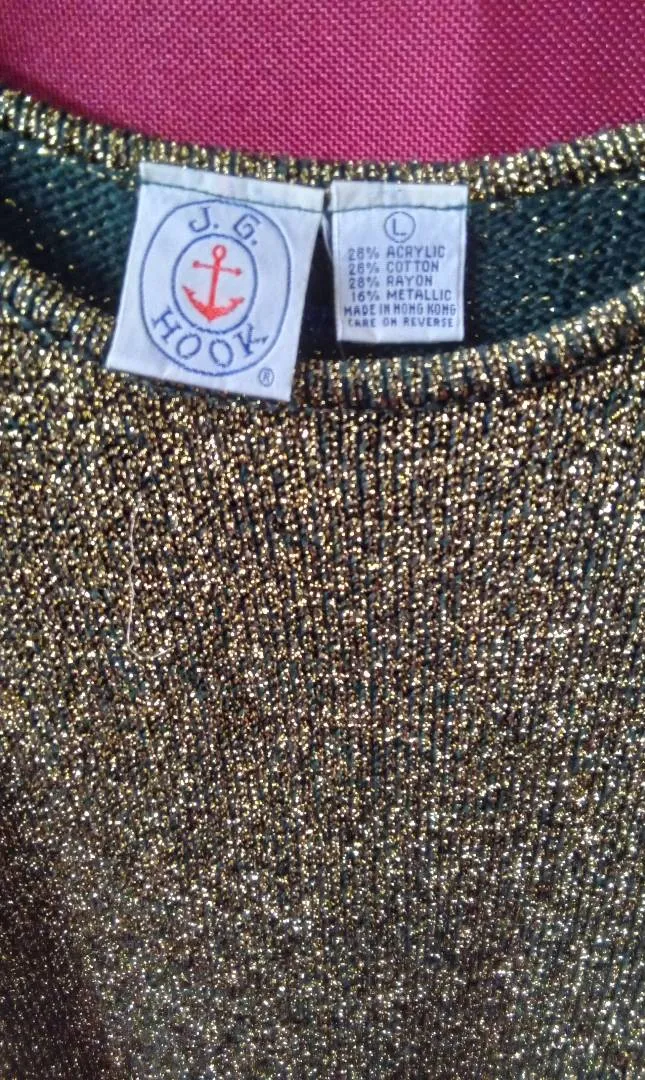 J. G.
HOOK
®
L
28% ACRYLIC
28% COTTON
28% RAYON
16% METALLIC
MADE IN HONG KONG
CARE ON REVERSE